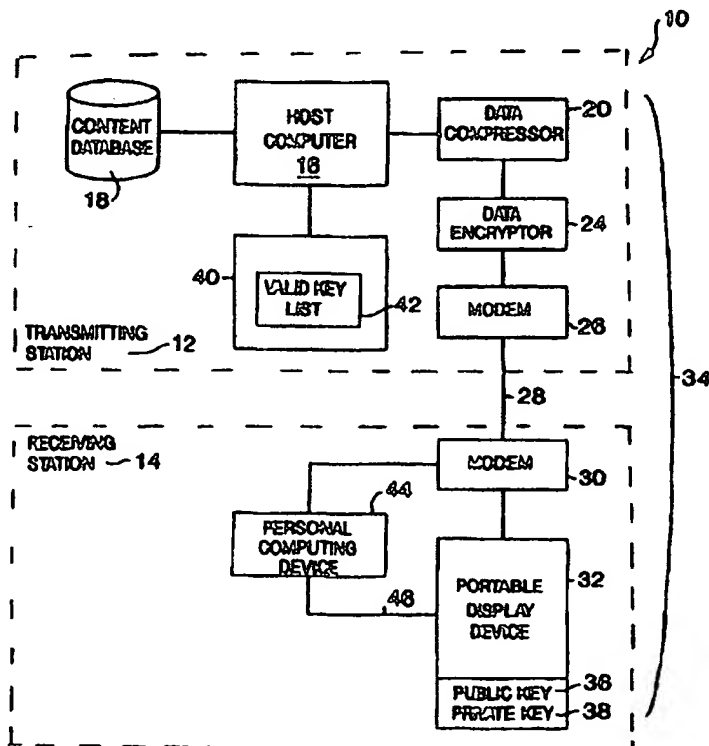 10
CONTENT
DATABASE
18
HOST
COMPUTER
16
DATA
COMPRESSOR
20
DATA
ENCRYPTOR
24
40
VALID KEY
LIST
42
MODEM
26
TRANSMITTING
STATION 12
28
34
RECEIVING
STATION 14
MODEM
30
44
PERSONAL
COMPUTING
DEVICE
46
PORTABLE
DISPLAY
DEVICE
32
PUBLIC KEY 36
PRIVATE KEY 38